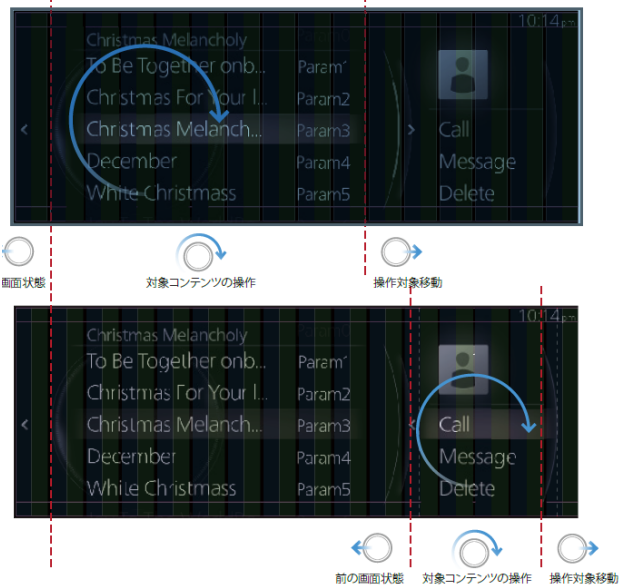 10:14 pm
Christmas Melancholy
To Be Together onb... Param1
Christmas For Your l... Param2
Christmas Melanch... Param3
December Param4
White Christmass Param5
Call
Message
Delete
画面状態 対象コンテンツの操作 操作対象移動
10:14 pm
Christmas Melancholy
To Be Together onb... Param1
Christmas For Your l... Param2
Christmas Melanch... Param3
December Param4
White Christmass Param5
Call
Message
Delete
前の画面状態 対象コンテンツの操作 操作対象移動